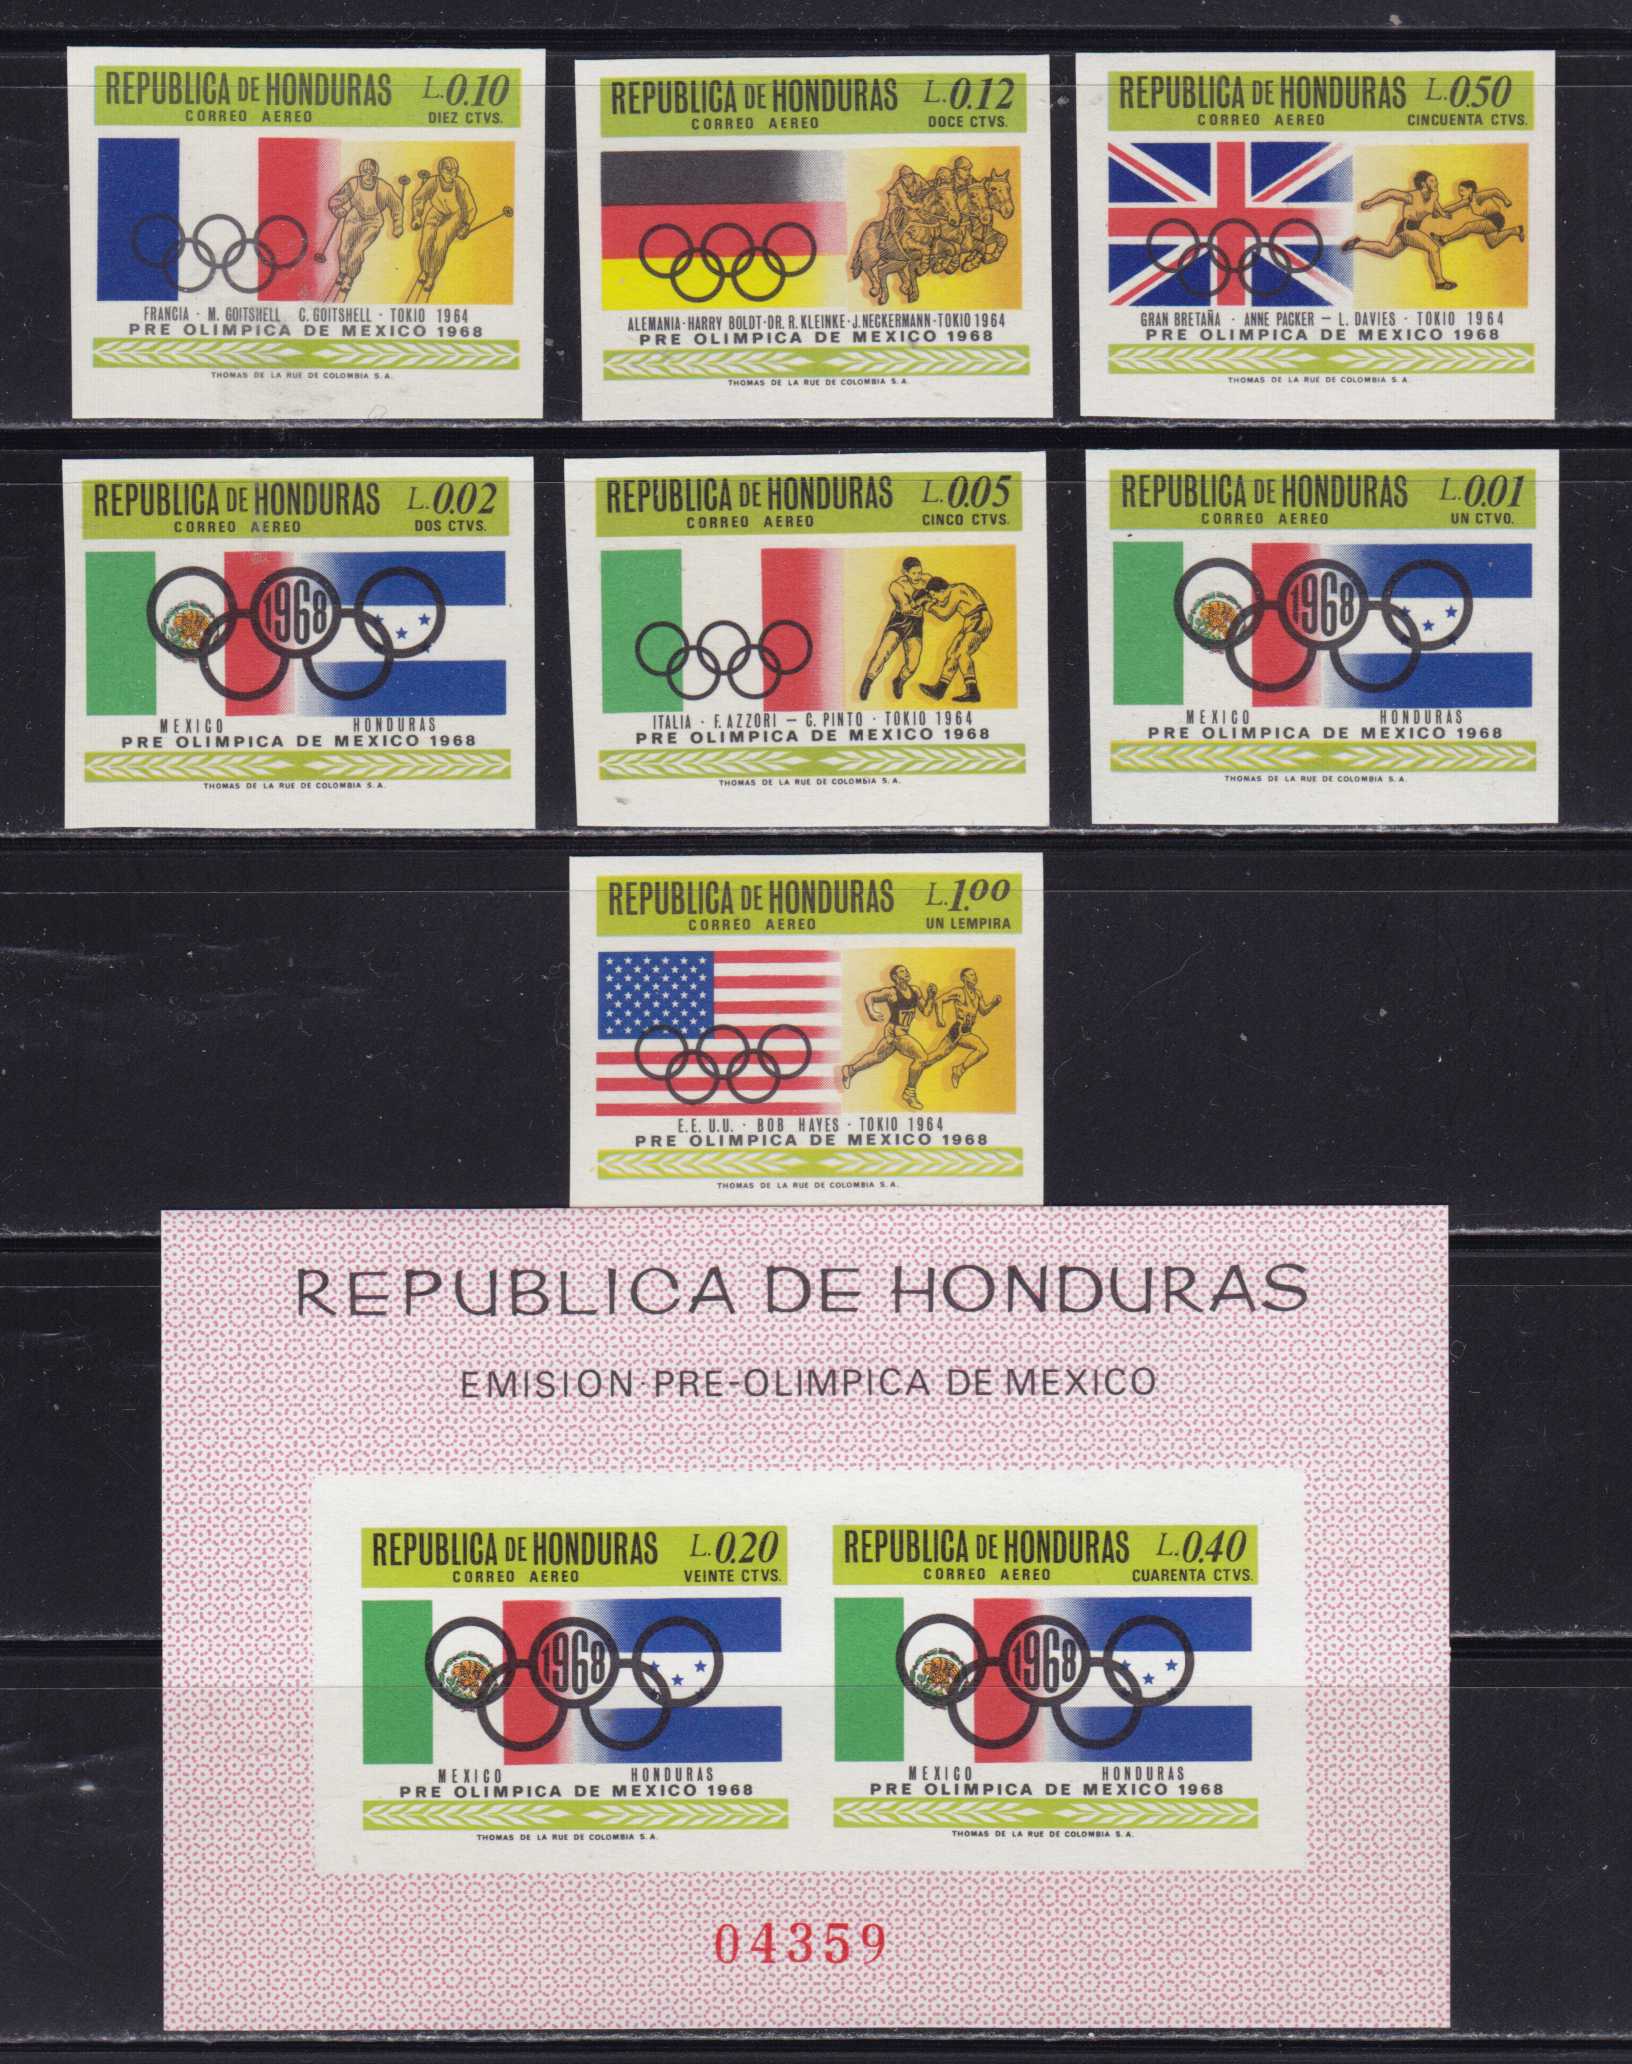 REPUBLICA DE HONDURAS L.0.10
CORREO AEREO DIEZ CTVS.
FRANCIA · M. GOITSHELL C. GOITSHELL · TOKIO 1964
PRE OLIMPICA DE MEXICO 1968
THOMAS DE LA RUE DE COLOMBIA S.A.
REPUBLICA DE HONDURAS L.0.12
CORREO AEREO DOCE CTVS.
ALEMANIA · HARRY BOLDT · DR. R. KLEINKE · J. NECKERMANN · TOKIO 1964
PRE OLIMPICA DE MEXICO 1968
THOMAS DE LA RUE DE COLOMBIA S.A.
REPUBLICA DE HONDURAS L.0.50
CORREO AEREO CINCUENTA CTVS.
GRAN BRETAÑA · ANNE PACKER — L. DAVIES · TOKIO 1964
PRE OLIMPICA DE MEXICO 1968
THOMAS DE LA RUE DE COLOMBIA S.A.
REPUBLICA DE HONDURAS L.0.02
CORREO AEREO DOS CTVS.
1968
MEXICO HONDURAS
PRE OLIMPICA DE MEXICO 1968
THOMAS DE LA RUE DE COLOMBIA S.A.
REPUBLICA DE HONDURAS L.0.05
CORREO AEREO CINCO CTVS.
ITALIA · F. AZZORI — C. PINTO · TOKIO 1964
PRE OLIMPICA DE MEXICO 1968
THOMAS DE LA RUE DE COLOMBIA S.A.
REPUBLICA DE HONDURAS L.0.01
CORREO AEREO UN CTVO.
1968
MEXICO HONDURAS
PRE OLIMPICA DE MEXICO 1968
THOMAS DE LA RUE DE COLOMBIA S.A.
REPUBLICA DE HONDURAS L.1.00
CORREO AEREO UN LEMPIRA
E.E. U.U. · BOB HAYES · TOKIO 1964
PRE OLIMPICA DE MEXICO 1968
THOMAS DE LA RUE DE COLOMBIA S.A.
REPUBLICA DE HONDURAS
EMISION PRE-OLIMPICA DE MEXICO
REPUBLICA DE HONDURAS L.0.20
CORREO AEREO VEINTE CTVS.
1968
MEXICO HONDURAS
PRE OLIMPICA DE MEXICO 1968
THOMAS DE LA RUE DE COLOMBIA S.A.
REPUBLICA DE HONDURAS L.0.40
CORREO AEREO CUARENTA CTVS.
1968
MEXICO HONDURAS
PRE OLIMPICA DE MEXICO 1968
THOMAS DE LA RUE DE COLOMBIA S.A.
04359